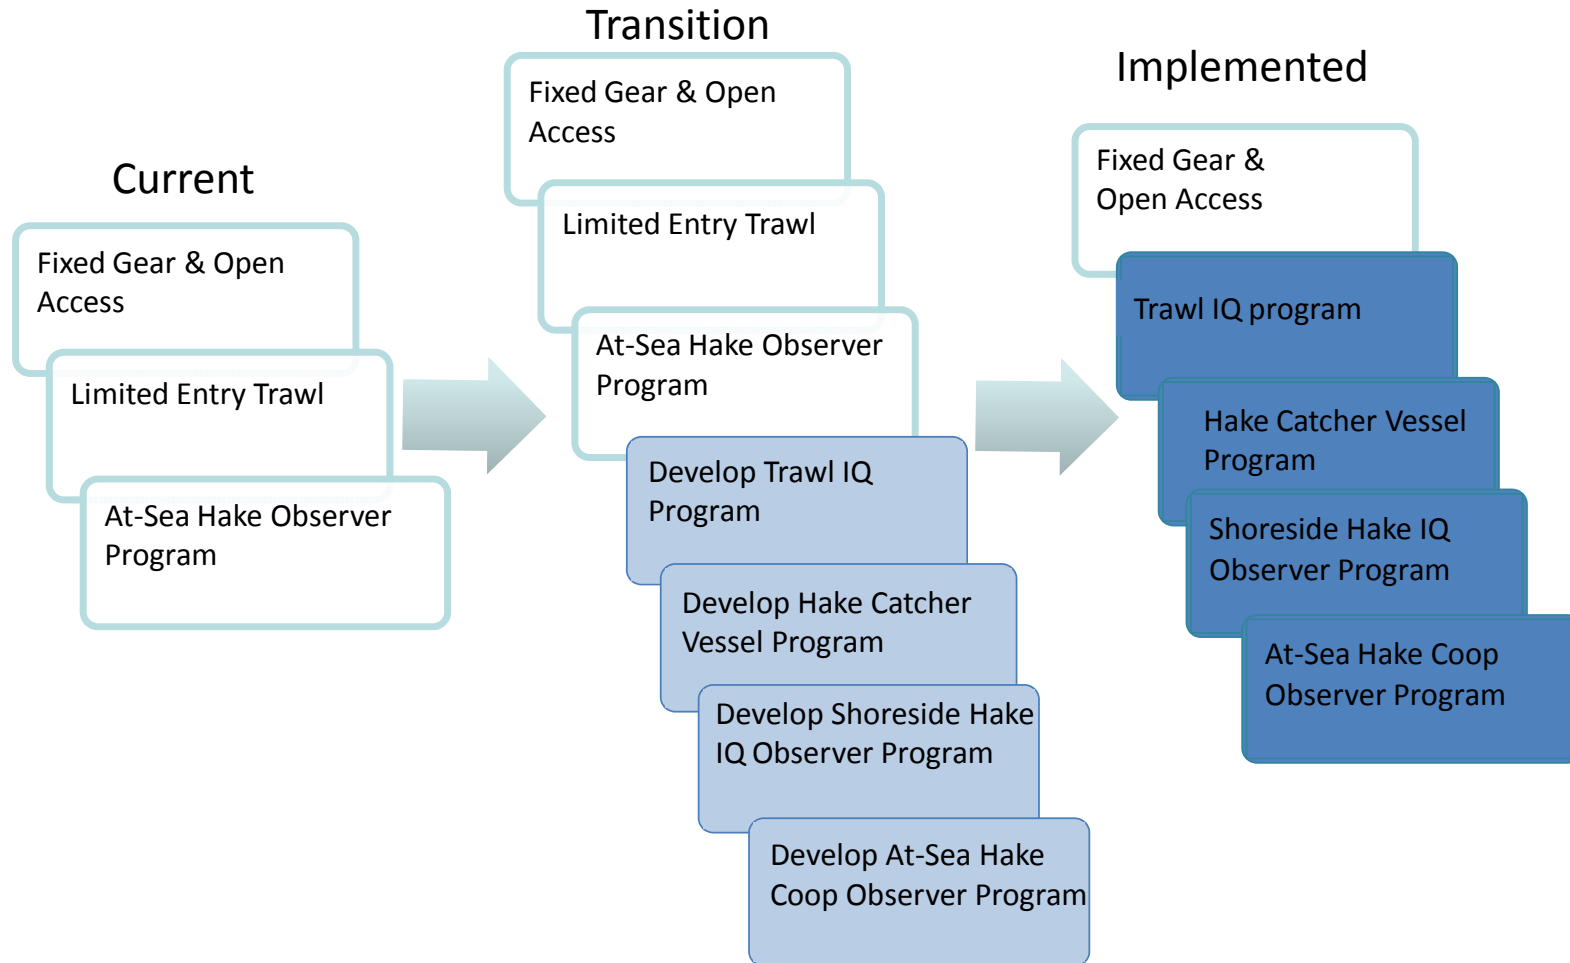 Current
Fixed Gear & Open
Access
Limited Entry Trawl
At-Sea Hake Observer
Program
Transition
Fixed Gear & Open
Access
Limited Entry Trawl
At-Sea Hake Observer
Program
Develop Trawl IQ
Program
Develop Hake Catcher
Vessel Program
Develop Shoreside Hake
IQ Observer Program
Develop At-Sea Hake
Coop Observer Program
Implemented
Fixed Gear &
Open Access
Trawl IQ program
Hake Catcher Vessel
Program
Shoreside Hake IQ
Observer Program
At-Sea Hake Coop
Observer Program